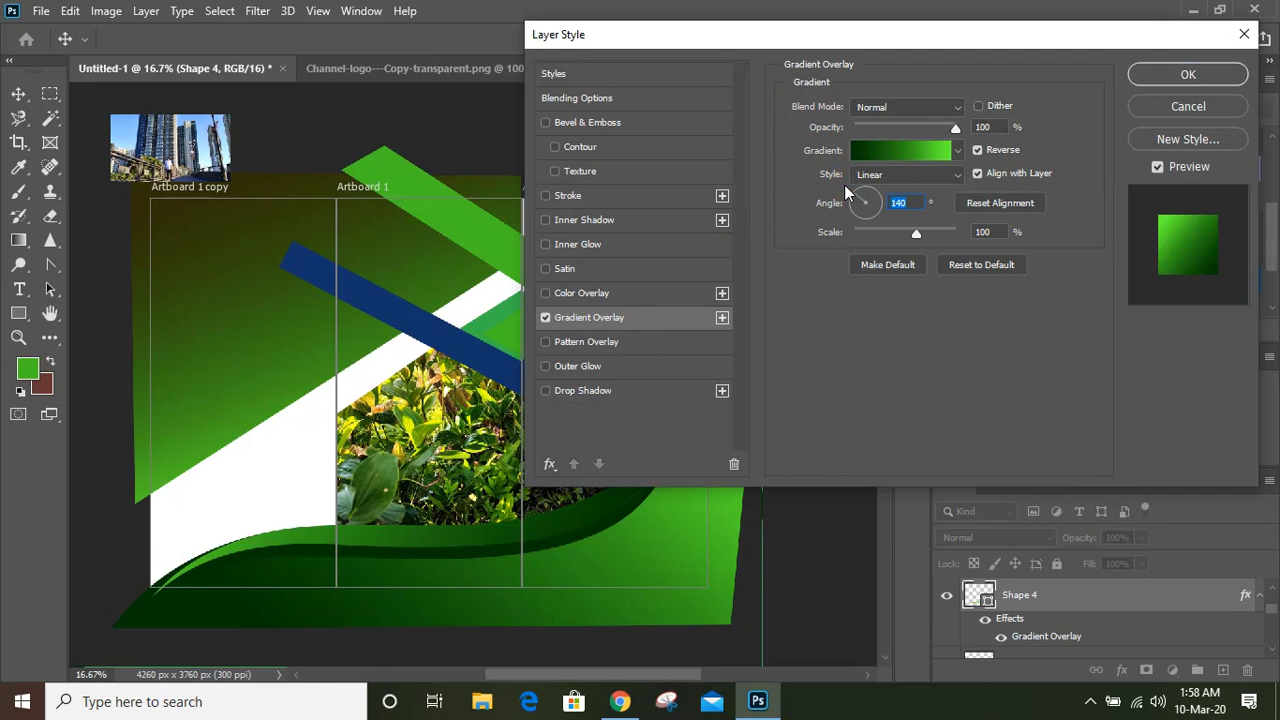 Ps File Edit Image Layer Type Select Filter 3D View Window Help
Untitled-1 @ 16.7% (Shape 4, RGB/16) *
Channel-logo---Copy-transparent.png @ 100
Artboard 1 copy
Artboard 1
Layer Style
Styles
Blending Options
Bevel & Emboss
Contour
Texture
Stroke
Inner Shadow
Inner Glow
Satin
Color Overlay
Gradient Overlay
Pattern Overlay
Outer Glow
Drop Shadow
fx
Gradient Overlay
Gradient
Blend Mode: Normal Dither
Opacity: 100 %
Gradient: Reverse
Style: Linear Align with Layer
Angle: 140 ° Reset Alignment
Scale: 100 %
Make Default Reset to Default
OK
Cancel
New Style...
Preview
Kind
Normal Opacity: 100%
Lock: Fill: 100%
Shape 4 fx
Effects
Gradient Overlay
16.67% 4260 px x 3760 px (300 ppi)
Type here to search
Ps
1:58 AM
10-Mar-20